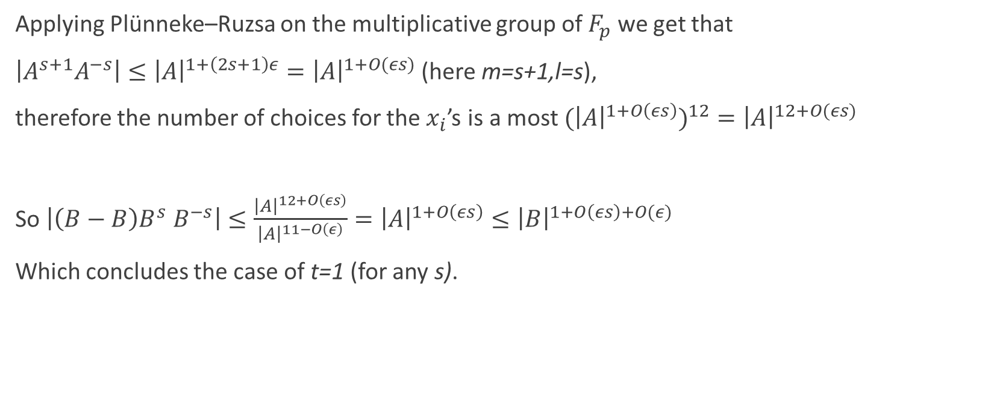 Applying Plünneke–Ruzsa on the multiplicative group of $F_p$ we get that
$|A^{s+1}A^{-s}| \leq |A|^{1+(2s+1)\epsilon} = |A|^{1+O(\epsilon s)}$ (here m=s+1,l=s),
therefore the number of choices for the $x_i$'s is a most $(|A|^{1+O(\epsilon s)})^{12} = |A|^{12+O(\epsilon s)}$
So $|(B - B)B^s B^{-s}| \leq \frac{|A|^{12+O(\epsilon s)}}{|A|^{11-O(\epsilon)}} = |A|^{1+O(\epsilon s)} \leq |B|^{1+O(\epsilon s)+O(\epsilon)}$
Which concludes the case of t=1 (for any s).